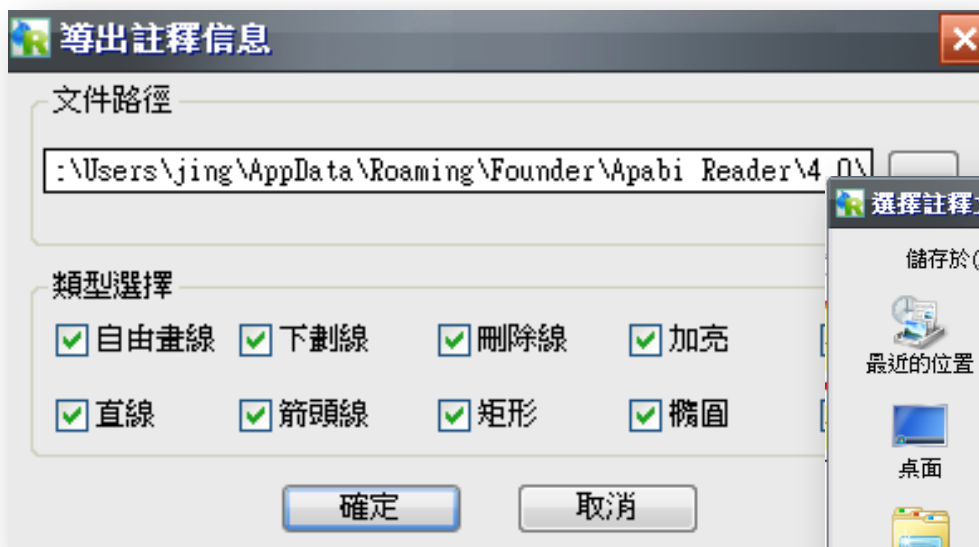 導出註釋信息
文件路徑
:\Users\jing\AppData\Roaming\Founder\Apabi Reader\4.0\
類型選擇
自由畫線 下劃線 刪除線 加亮
直線 箭頭線 矩形 橢圓
確定 取消
選擇註釋
儲存於(
最近的位置
桌面